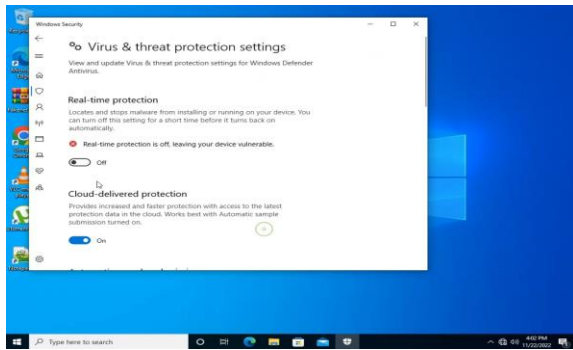 Windows Security
Virus & threat protection settings
View and update Virus & threat protection settings for Windows Defender
Antivirus.
Real-time protection
Locates and stops malware from installing or running on your device. You
can turn off this setting for a short time before it turns back on
automatically.
Real-time protection is off, leaving your device vulnerable.
Off
Cloud-delivered protection
Provides increased and faster protection with access to the latest
protection data in the cloud. Works best with Automatic sample
submission turned on.
On
Type here to search
4:02 PM
11/22/2022